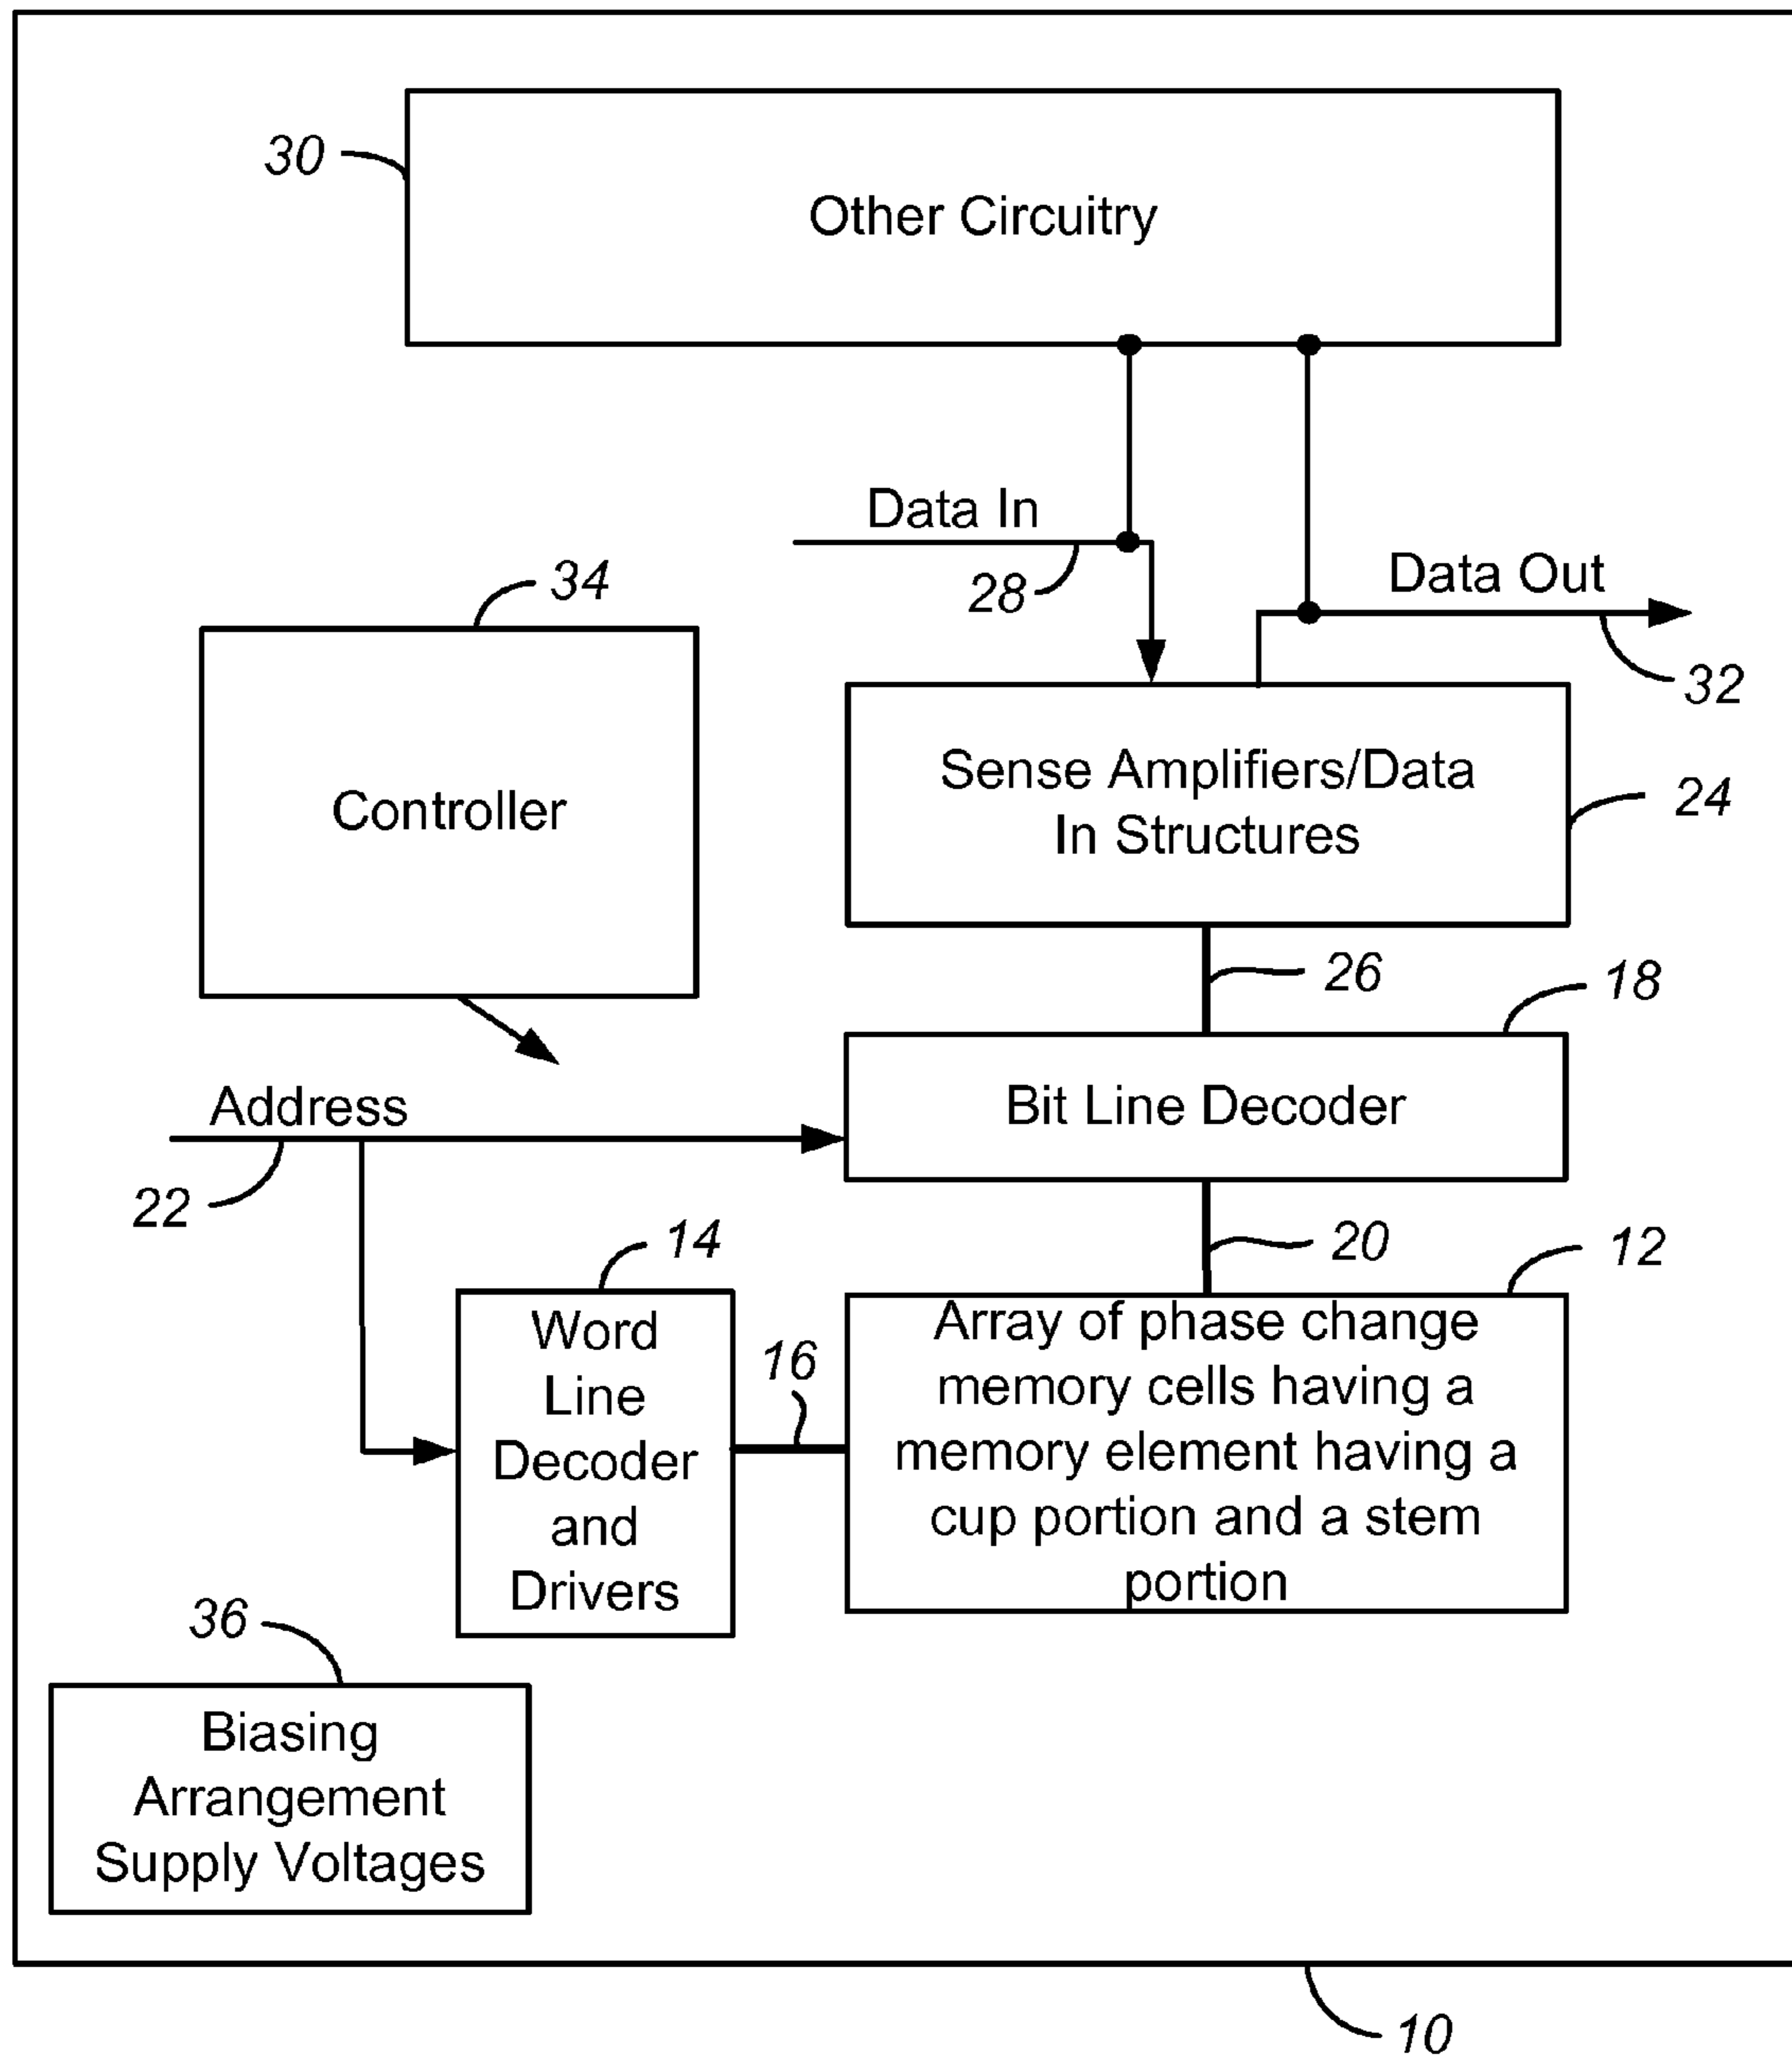 30
Other Circuitry
Data In
28
Data Out
32
34
Controller
Sense Amplifiers/Data
In Structures
24
26
18
Address
22
Bit Line Decoder
20
12
14
Word
Line
Decoder
and
Drivers
16
Array of phase change
memory cells having a
memory element having a
cup portion and a stem
portion
36
Biasing
Arrangement
Supply Voltages
10